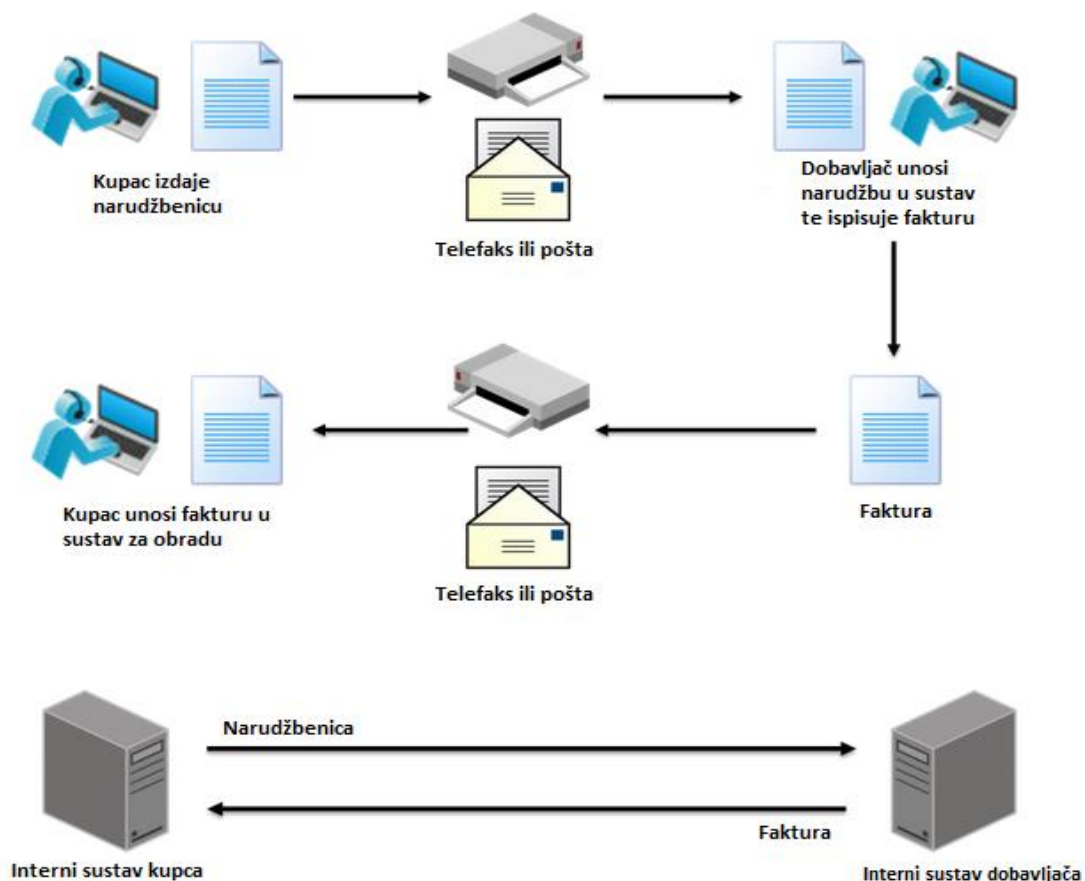 Kupac izdaje
narudžbenicu
Telefaks ili pošta
Dobavljač unosi
narudžbu u sustav
te ispisuje fakturu
Kupac unosi fakturu u
sustav za obradu
Telefaks ili pošta
Faktura
Narudžbenica
Faktura
Interni sustav kupca
Interni sustav dobavljača